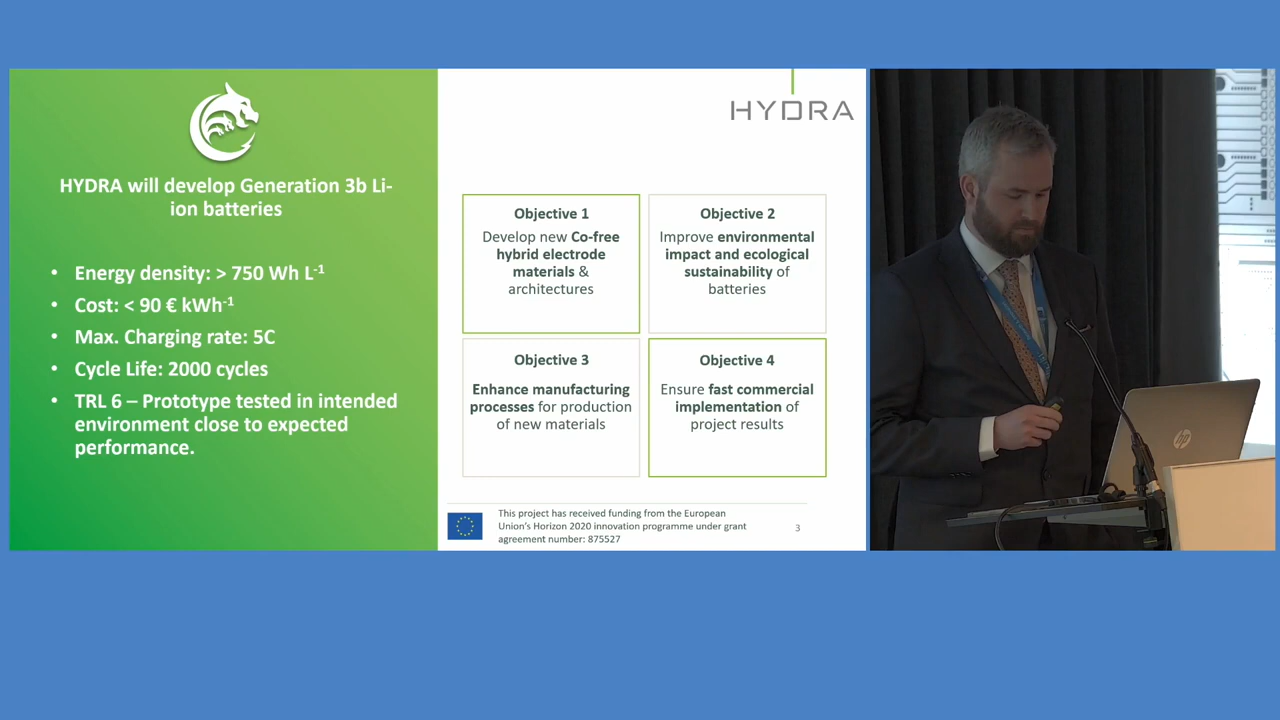 HYDRA will develop Generation 3b Li-
ion batteries
• Energy density: > 750 Wh L-1
• Cost: < 90 € kWh-1
• Max. Charging rate: 5C
• Cycle Life: 2000 cycles
• TRL 6 – Prototype tested in intended
environment close to expected
performance.
HYDRA
Objective 1
Develop new Co-free
hybrid electrode
materials &
architectures
Objective 2
Improve environmental
impact and ecological
sustainability of
batteries
Objective 3
Enhance manufacturing
processes for production
of new materials
Objective 4
Ensure fast commercial
implementation of
project results
This project has received funding from the European
Union's Horizon 2020 innovation programme under grant
agreement number: 875527
3
hp